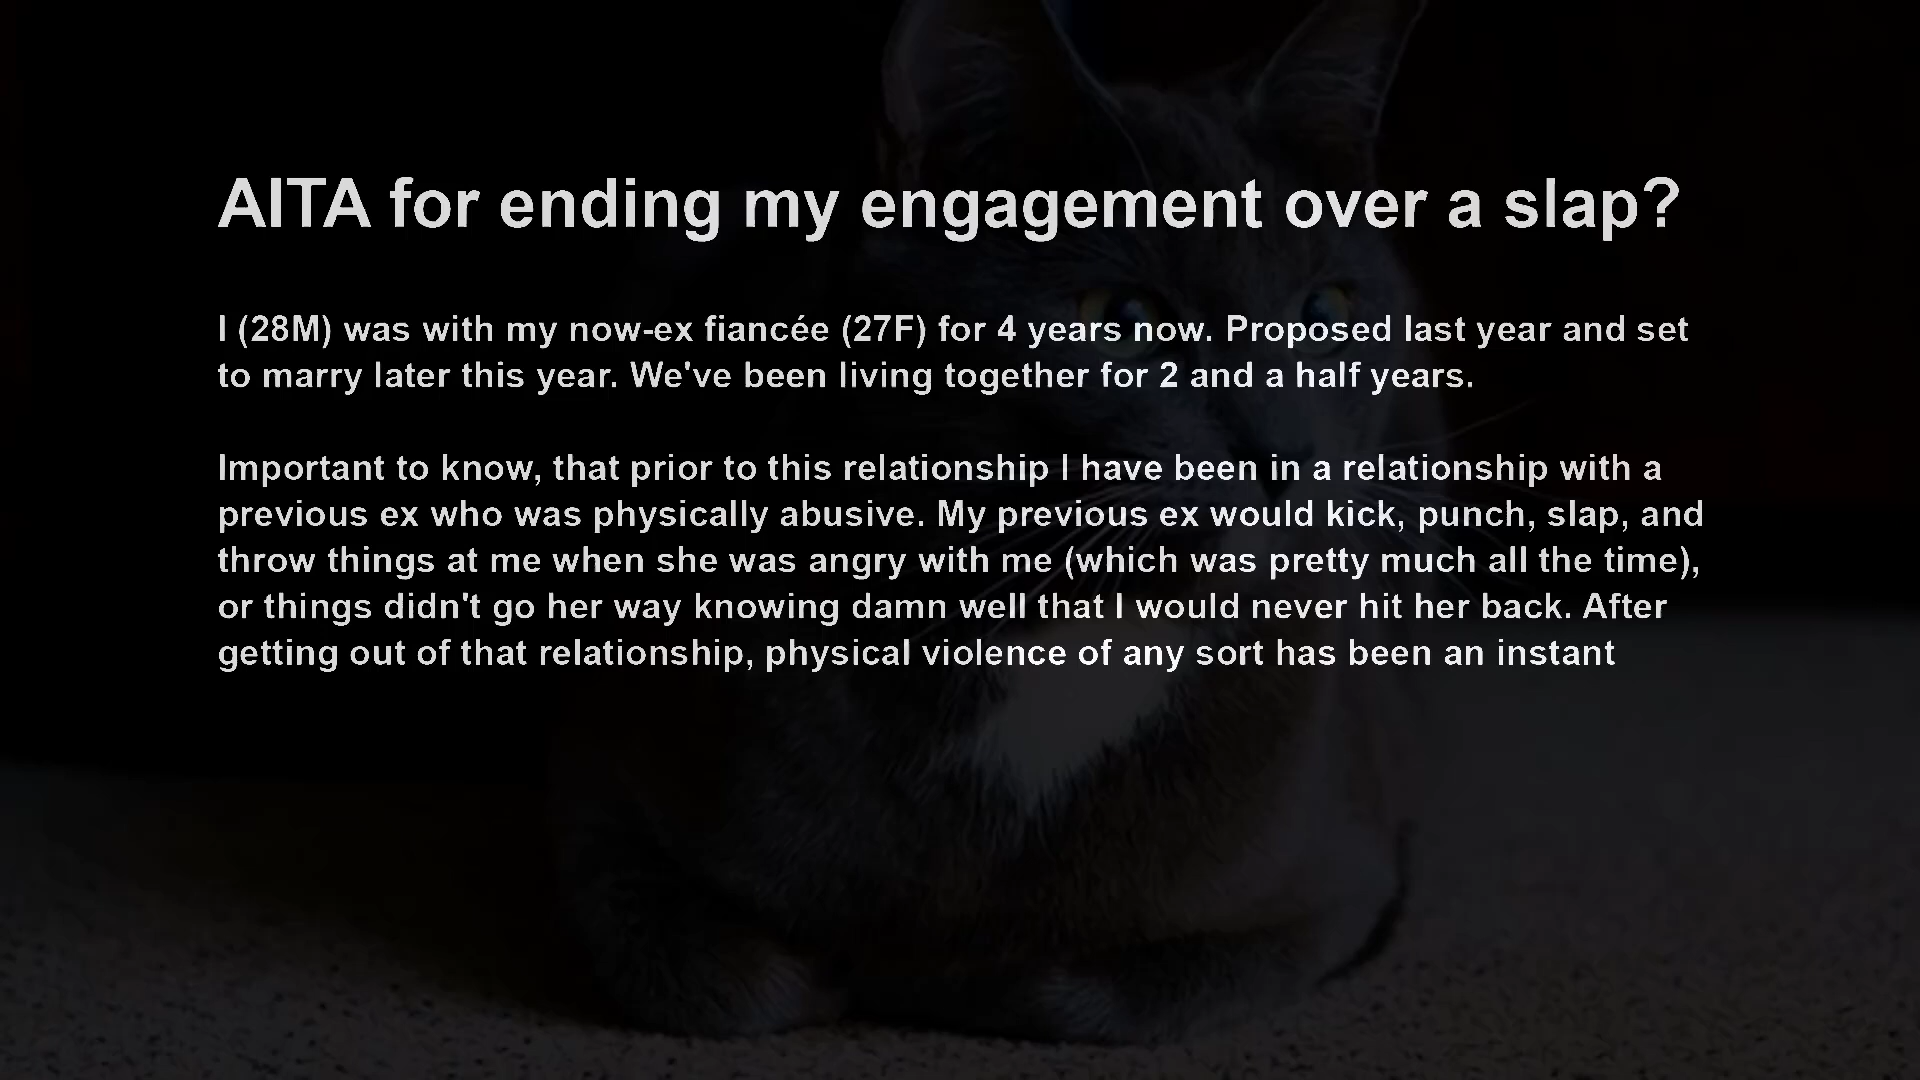 AITA for ending my engagement over a slap?
I (28M) was with my now-ex fiancée (27F) for 4 years now. Proposed last year and set
to marry later this year. We've been living together for 2 and a half years.
Important to know, that prior to this relationship I have been in a relationship with a
previous ex who was physically abusive. My previous ex would kick, punch, slap, and
throw things at me when she was angry with me (which was pretty much all the time),
or things didn't go her way knowing damn well that I would never hit her back. After
getting out of that relationship, physical violence of any sort has been an instant